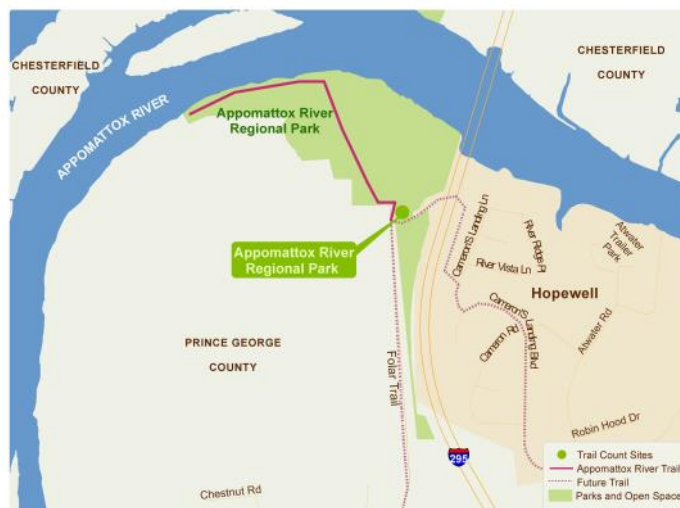 CHESTERFIELD
COUNTY
CHESTERFIELD
COUNTY
APPOMATTOX RIVER
Appomattox River
Regional Park
Appomattox River
Regional Park
Cameron'S Landing Ln
River Ridge Pl
Atwater
Trailer
Park
River Vista Ln
Hopewell
Cameron'S Landing Blvd
Cameron Rd
Atwater Rd
PRINCE GEORGE
COUNTY
Folar Trail
Robin Hood Dr
295
Chestnut Rd
Trail Count Sites
Appomattox River Trail
Future Trail
Parks and Open Space